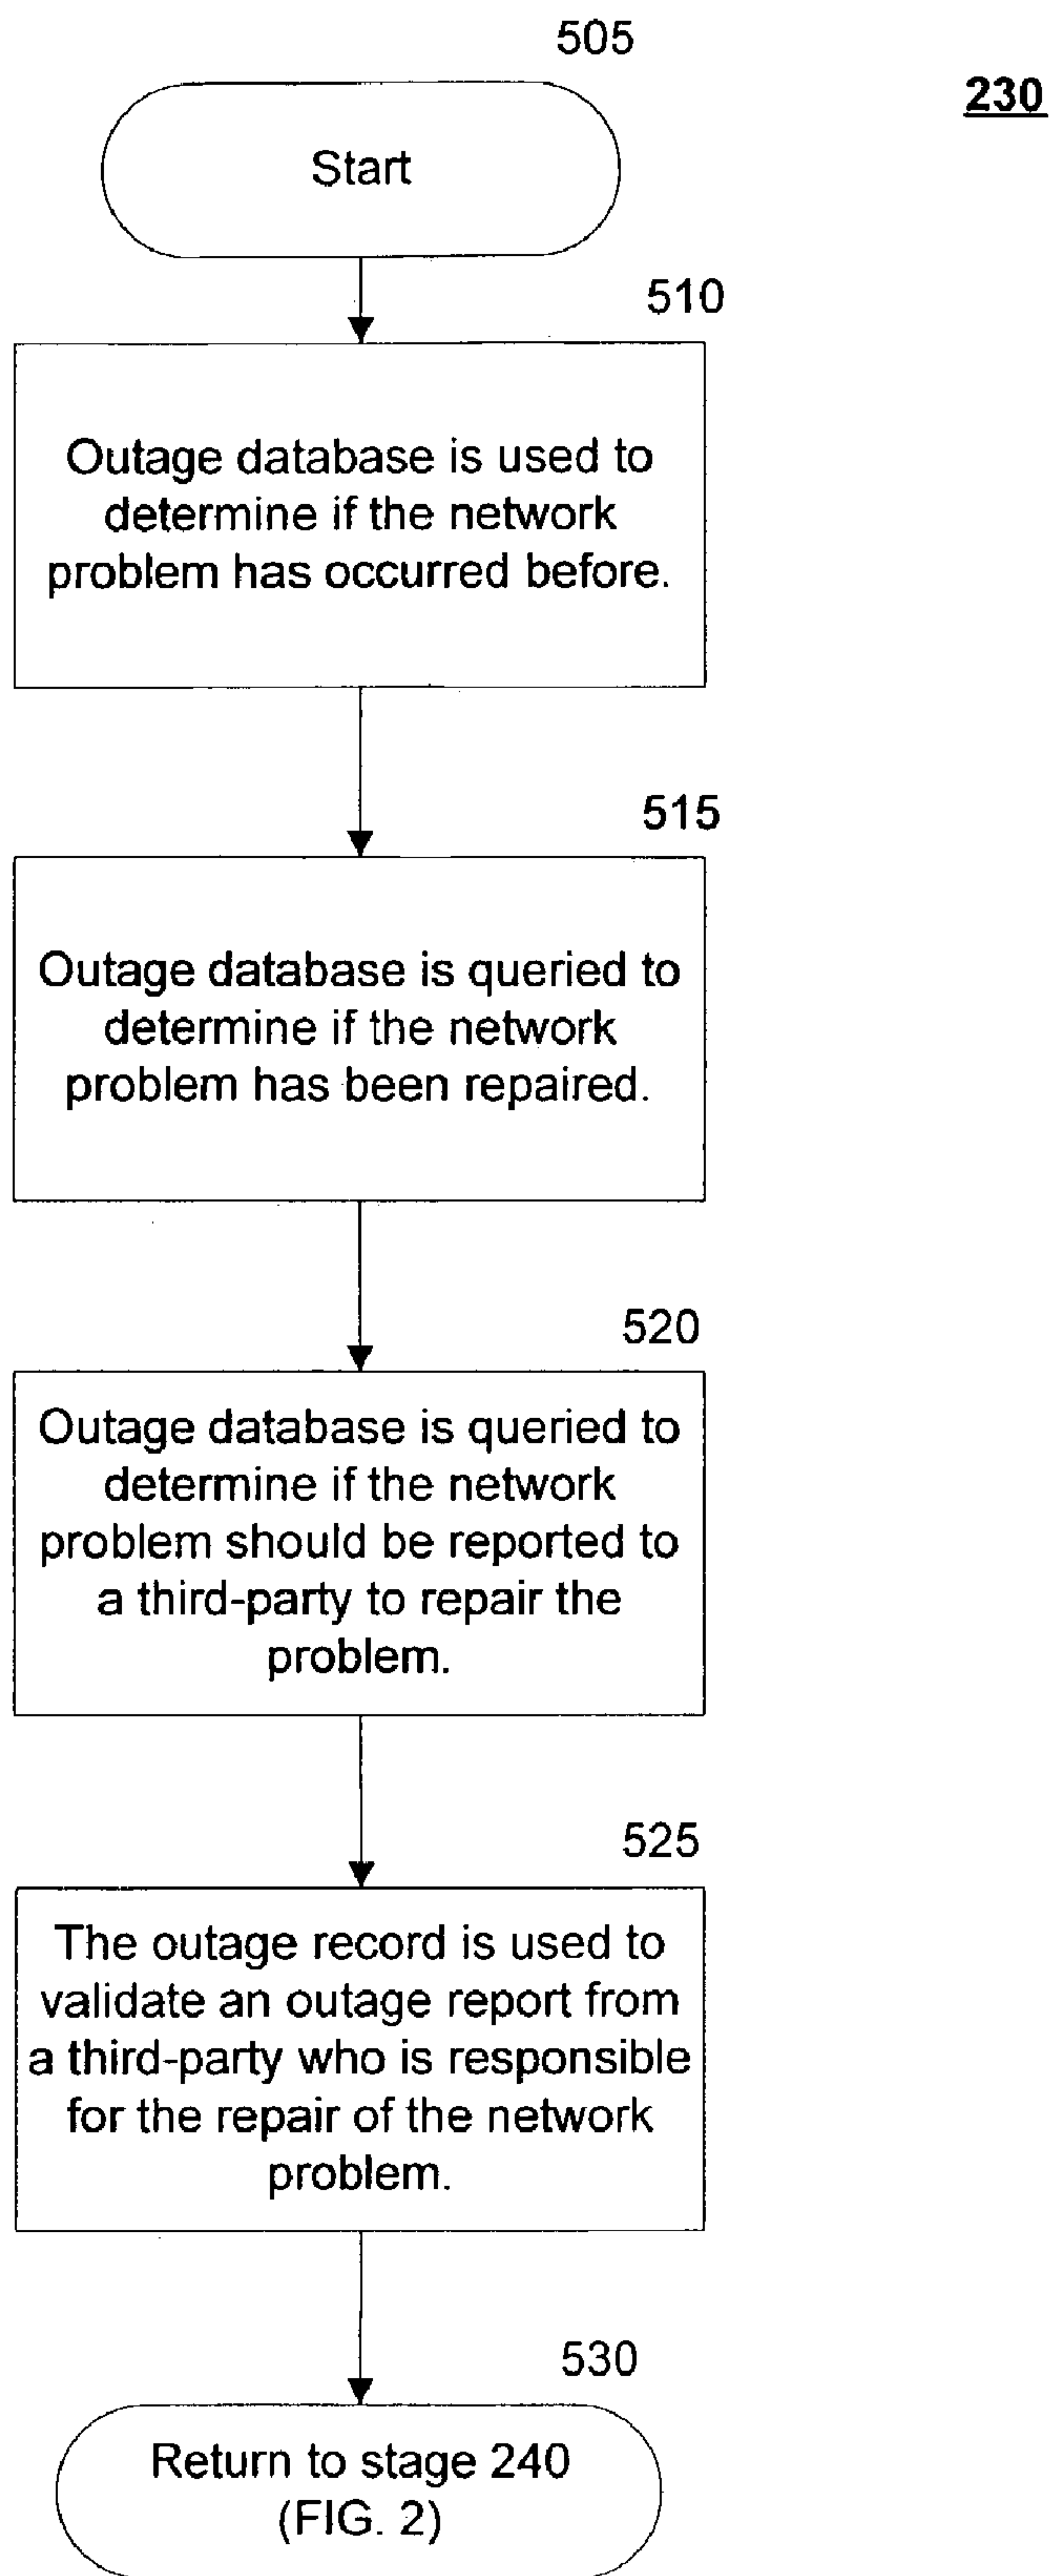 505
230
Start
510
Outage database is used to
determine if the network
problem has occurred before.
515
Outage database is queried to
determine if the network
problem has been repaired.
520
Outage database is queried to
determine if the network
problem should be reported to
a third-party to repair the
problem.
525
The outage record is used to
validate an outage report from
a third-party who is responsible
for the repair of the network
problem.
530
Return to stage 240
(FIG. 2)